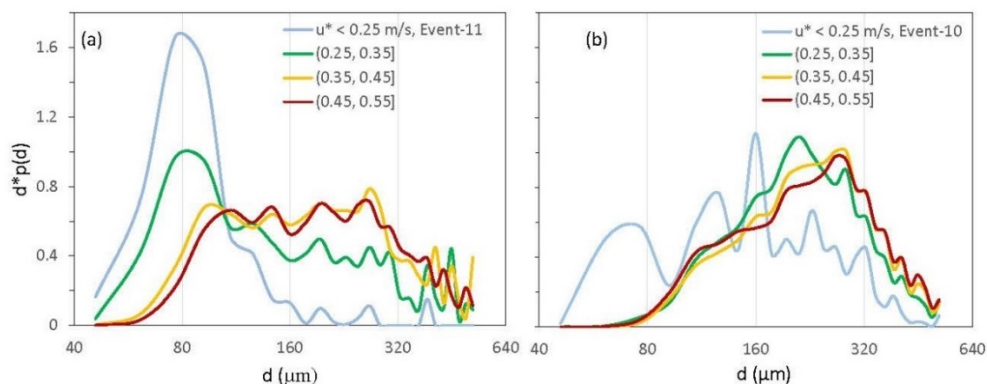 (a)
u* < 0.25 m/s, Event-11
(0.25, 0.35]
(0.35, 0.45]
(0.45, 0.55]
d*p(d)
1.6
1.2
0.8
0.4
0
40 80 160 320 640
d (μm)
(b)
u* < 0.25 m/s, Event-10
(0.25, 0.35]
(0.35, 0.45]
(0.45, 0.55]
40 80 160 320 640
d (μm)